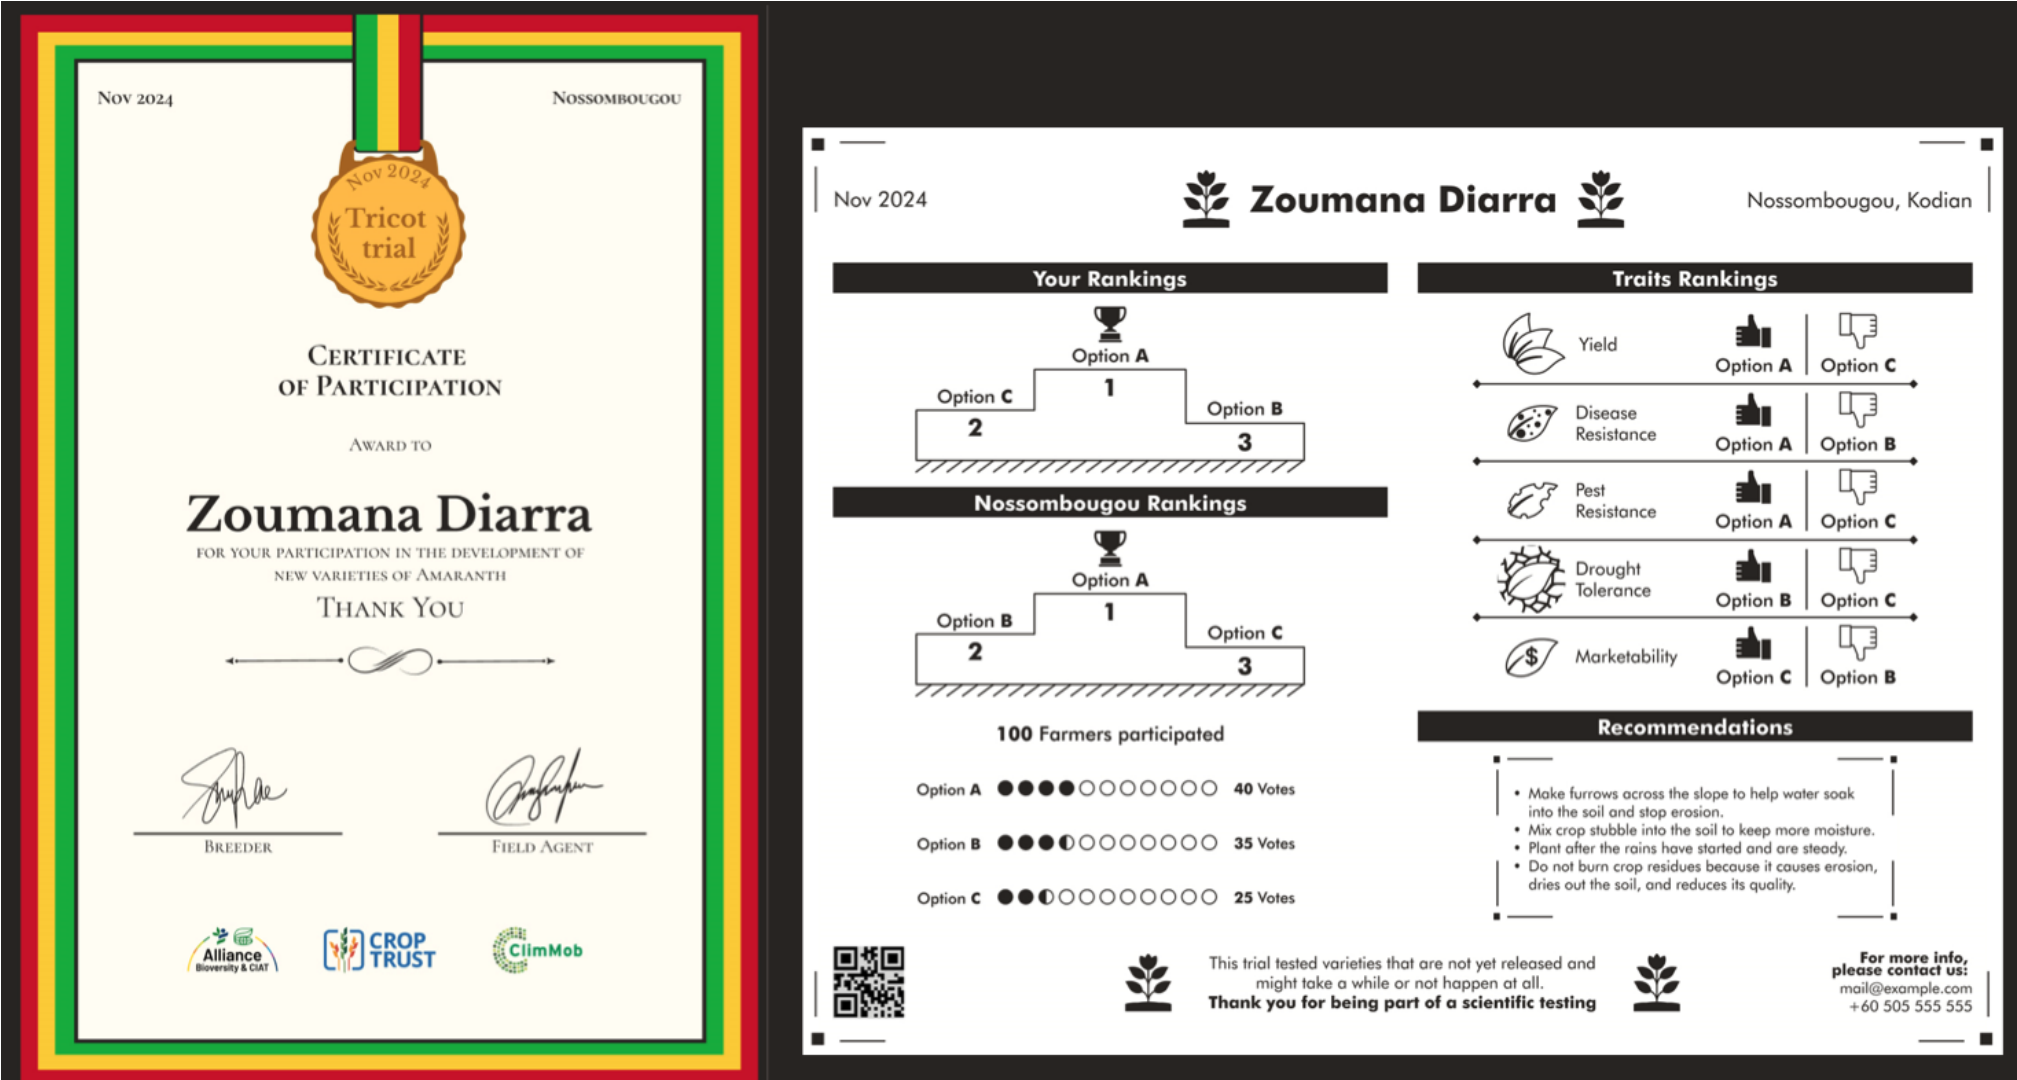 Nov 2024
Nossombougou
Nov 2024
Tricot
trial
Certificate
of Participation
Award to
Zoumana Diarra
for your participation in the development of
new varieties of Amaranth
Thank You
Breeder
Field Agent
Alliance
Bioversity & CIAT
CROP
TRUST
ClimMob
Nov 2024
Zoumana Diarra
Nossombougou, Kodian
Your Rankings
Option A
1
Option C
2
Option B
3
Nossombougou Rankings
Option A
1
Option B
2
Option C
3
100 Farmers participated
Option A 40 Votes
Option B 35 Votes
Option C 25 Votes
Traits Rankings
Yield
Option A Option C
Disease
Resistance
Option A Option B
Pest
Resistance
Option A Option C
Drought
Tolerance
Option B Option C
$
Marketability
Option C Option B
Recommendations
• Make furrows across the slope to help water soak
into the soil and stop erosion.
• Mix crop stubble into the soil to keep more moisture.
• Plant after the rains have started and are steady.
• Do not burn crop residues because it causes erosion,
dries out the soil, and reduces its quality.
This trial tested varieties that are not yet released and
might take a while or not happen at all.
Thank you for being part of a scientific testing
For more info,
please contact us:
mail@example.com
+60 505 555 555